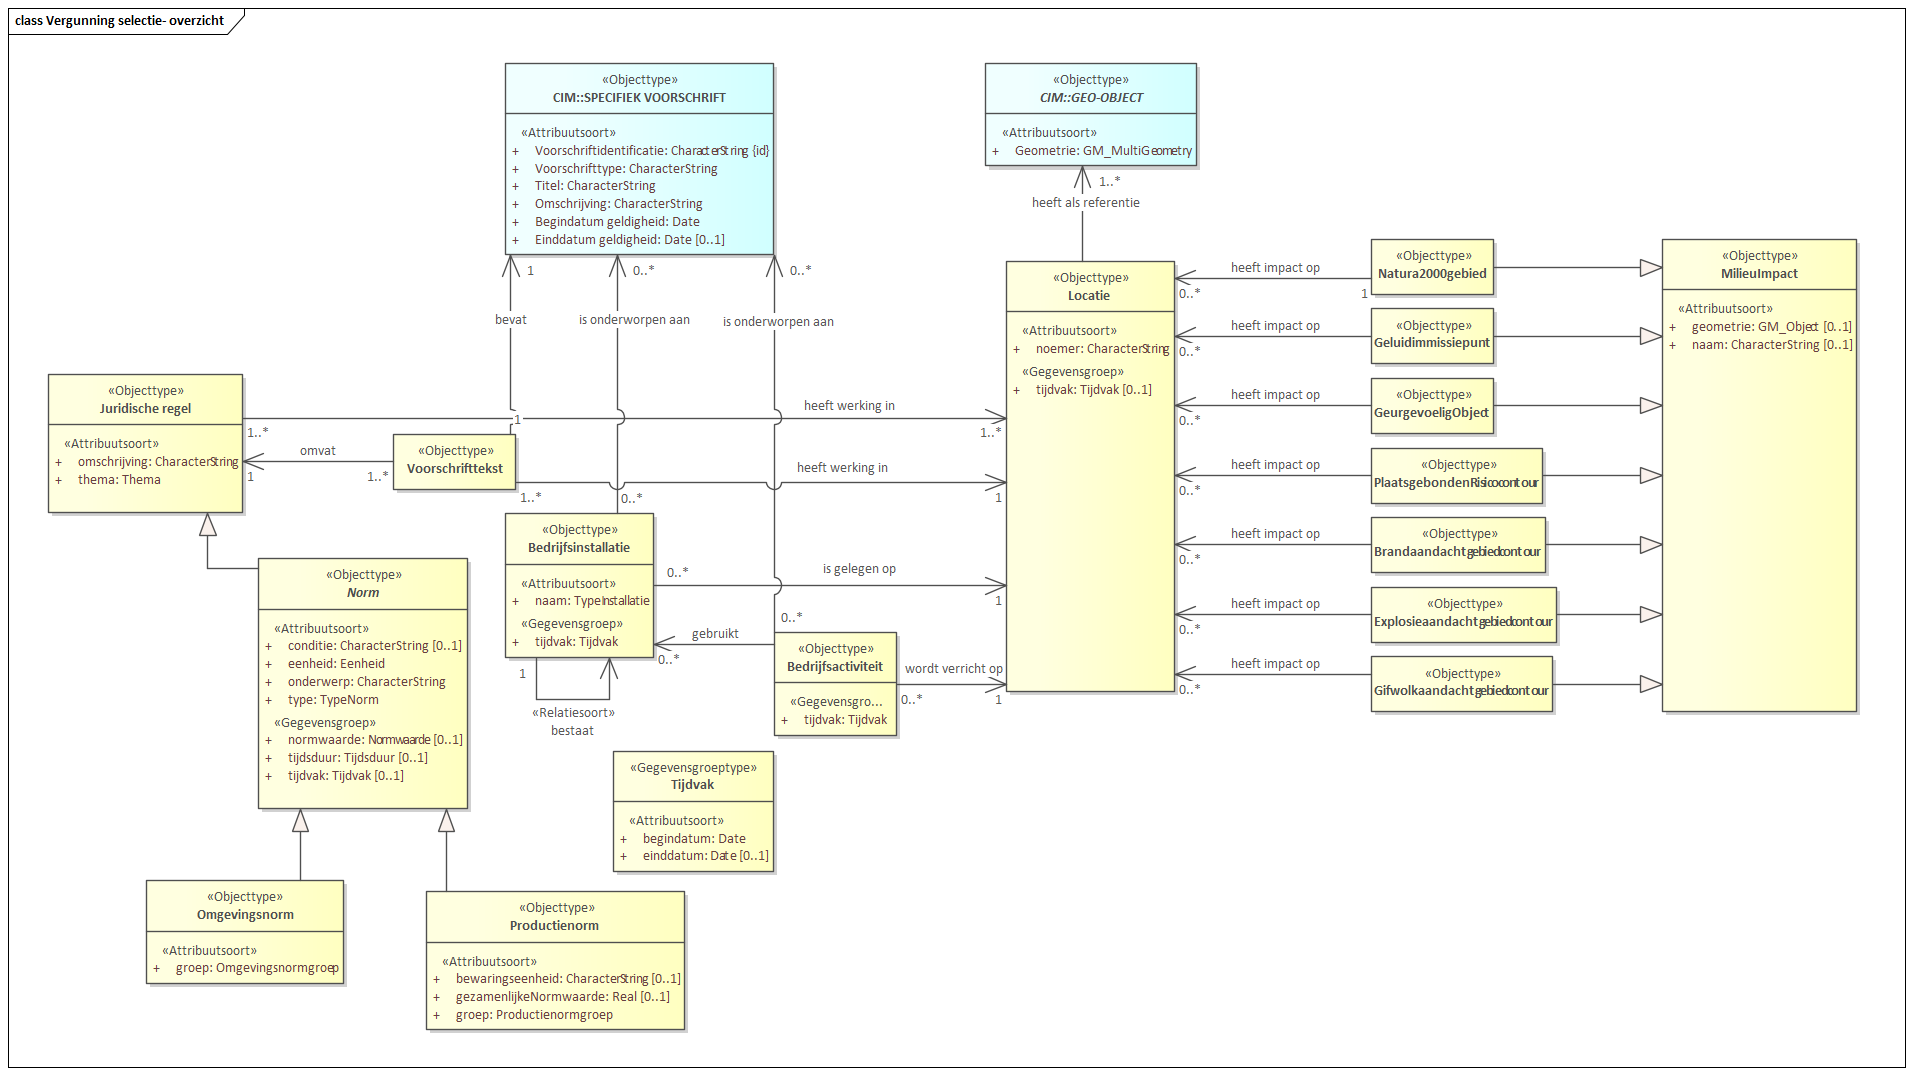 class Vergunning selectie- overzicht
«Objecttype»
CIM::SPECIFIEK VOORSCHRIFT
«Attribuutsoort»
+ Voorschriftidentificatie: CharacterString {id}
+ Voorschrifttype: CharacterString
+ Titel: CharacterString
+ Omschrijving: CharacterString
+ Begindatum geldigheid: Date
+ Einddatum geldigheid: Date [0..1]
«Objecttype»
CIM::GEO-OBJECT
«Attribuutsoort»
+ Geometrie: GM_MultiGeometry
1
0..*
0..*
bevat
is onderworpen aan
is onderworpen aan
1..*
heeft als referentie
«Objecttype»
Locatie
«Attribuutsoort»
+ noemer: CharacterString
«Gegevensgroep»
+ tijdvak: Tijdvak [0..1]
heeft impact op
0..*
1
«Objecttype»
Natura2000gebied
heeft impact op
0..*
«Objecttype»
Geluidimmissiepunt
heeft impact op
0..*
«Objecttype»
GeurgevoeligObject
heeft impact op
0..*
«Objecttype»
PlaatsgebondenRisicocontour
heeft impact op
0..*
«Objecttype»
Brandaandachtgebiedcontour
heeft impact op
0..*
«Objecttype»
Explosieaandachtgebiedcontour
heeft impact op
0..*
«Objecttype»
Gifwolkaandachtgebiedcontour
«Objecttype»
MilieuImpact
«Attribuutsoort»
+ geometrie: GM_Object [0..1]
+ naam: CharacterString [0..1]
«Objecttype»
Juridische regel
«Attribuutsoort»
+ omschrijving: CharacterString
+ thema: Thema
1..*
heeft werking in
1..*
1
omvat
1
1..*
«Objecttype»
Voorschrifttekst
heeft werking in
1..*
1
0..*
«Objecttype»
Bedrijfsinstallatie
«Attribuutsoort»
+ naam: TypeInstallatie
«Gegevensgroep»
+ tijdvak: Tijdvak
0..*
is gelegen op
1
gebruikt
0..*
0..*
1
«Relatiesoort»
bestaat
«Objecttype»
Bedrijfsactiviteit
«Gegevensgro...
+ tijdvak: Tijdvak
wordt verricht op
0..*
1
«Objecttype»
Norm
«Attribuutsoort»
+ conditie: CharacterString [0..1]
+ eenheid: Eenheid
+ onderwerp: CharacterString
+ type: TypeNorm
«Gegevensgroep»
+ normwaarde: Normwaarde [0..1]
+ tijdsduur: Tijdsduur [0..1]
+ tijdvak: Tijdvak [0..1]
«Gegevensgroeptype»
Tijdvak
«Attribuutsoort»
+ begindatum: Date
+ einddatum: Date [0..1]
«Objecttype»
Omgevingsnorm
«Attribuutsoort»
+ groep: Omgevingsnormgroep
«Objecttype»
Productienorm
«Attribuutsoort»
+ bewaringseenheid: CharacterString [0..1]
+ gezamenlijkeNormwaarde: Real [0..1]
+ groep: Productienormgroep